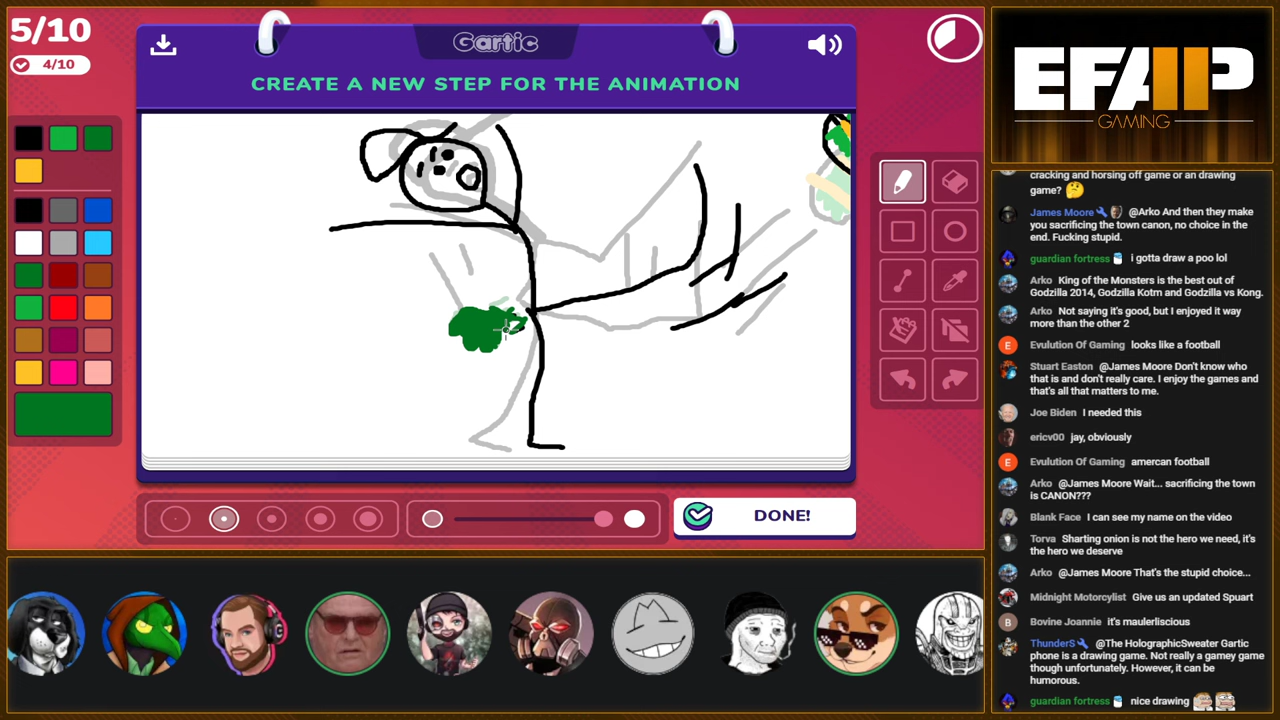 5/10
4/10
Gartic
CREATE A NEW STEP FOR THE ANIMATION
DONE!
EFAP
GAMING
cracking and horsing off game or an drawing
game? 🤔
James Moore @Arko And then they make
you sacrificing the town canon, no choice in the
end. Fucking stupid.
guardian fortress i gotta draw a poo lol
Arko King of the Monsters is the best out of
Godzilla 2014, Godzilla Kotm and Godzilla vs Kong.
Arko Not saying it's good, but I enjoyed it way
more than the other 2
E Evulution Of Gaming looks like a football
Stuart Easton @James Moore Don't know who
that is and don't really care. I enjoy the games and
that's all that matters to me.
Joe Biden I needed this
ericv00 jay, obviously
E Evulution Of Gaming amercan football
Arko @James Moore Wait... sacrificing the town
is CANON???
Blank Face I can see my name on the video
Torva Sharting onion is not the hero we need, it's
the hero we deserve
Arko @James Moore That's the stupid choice...
Midnight Motorcylist Give us an updated Spuart
B Bovine Joannie it's maulerliscious
ThunderS @The HolographicSweater Gartic
phone is a drawing game. Not really a gamey game
though unfortunately. However, it can be
humorous.
guardian fortress nice drawing